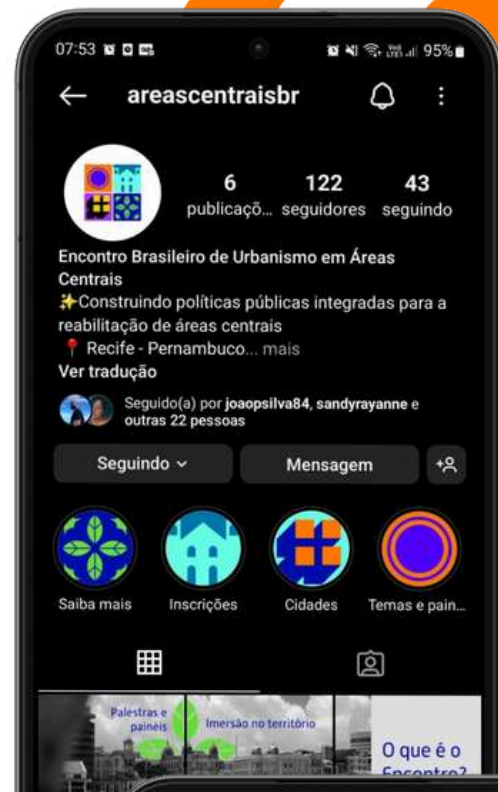 07:53
95%
areascentraisbr
6 122 43
publicaçõ... seguidores seguindo
Encontro Brasileiro de Urbanismo em Áreas
Centrais
✨Construindo políticas públicas integradas para a
reabilitação de áreas centrais
📍 Recife - Pernambuco... mais
Ver tradução
Seguido(a) por joaopsilva84, sandyrayanne e
outras 22 pessoas
Seguindo
Mensagem
Saiba mais Inscrições Cidades Temas e pain...
Palestras e
painéis
Imersão no território
O que é o
Encontro?